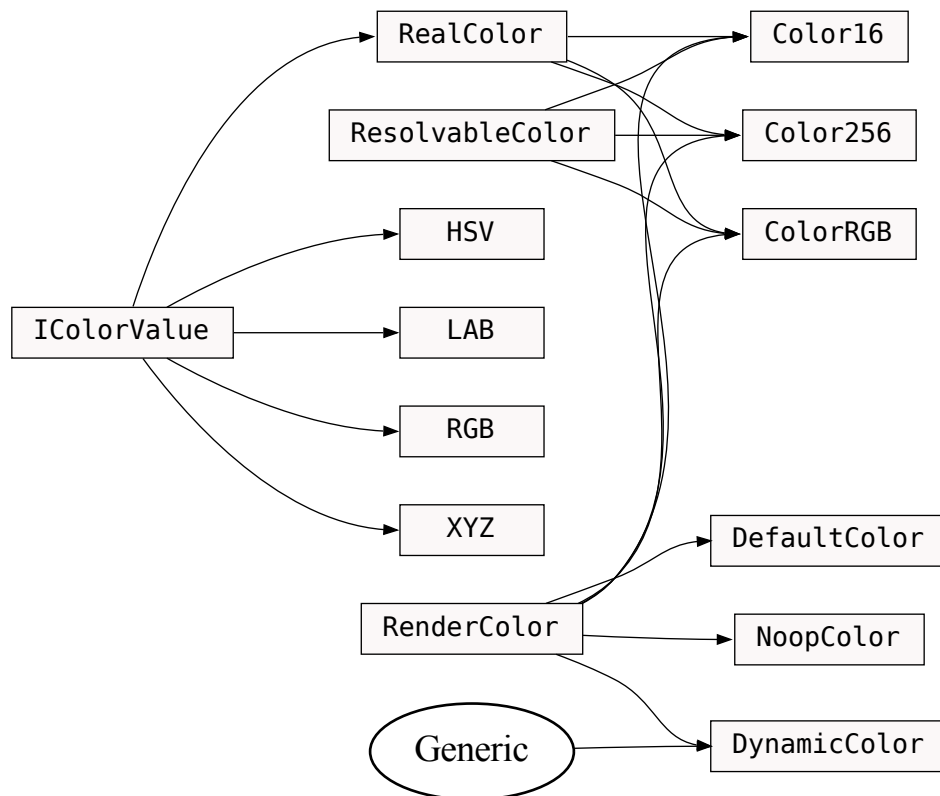 RealColor
Color16
ResolvableColor
Color256
HSV
ColorRGB
IColorValue
LAB
RGB
XYZ
DefaultColor
RenderColor
NoopColor
Generic
DynamicColor